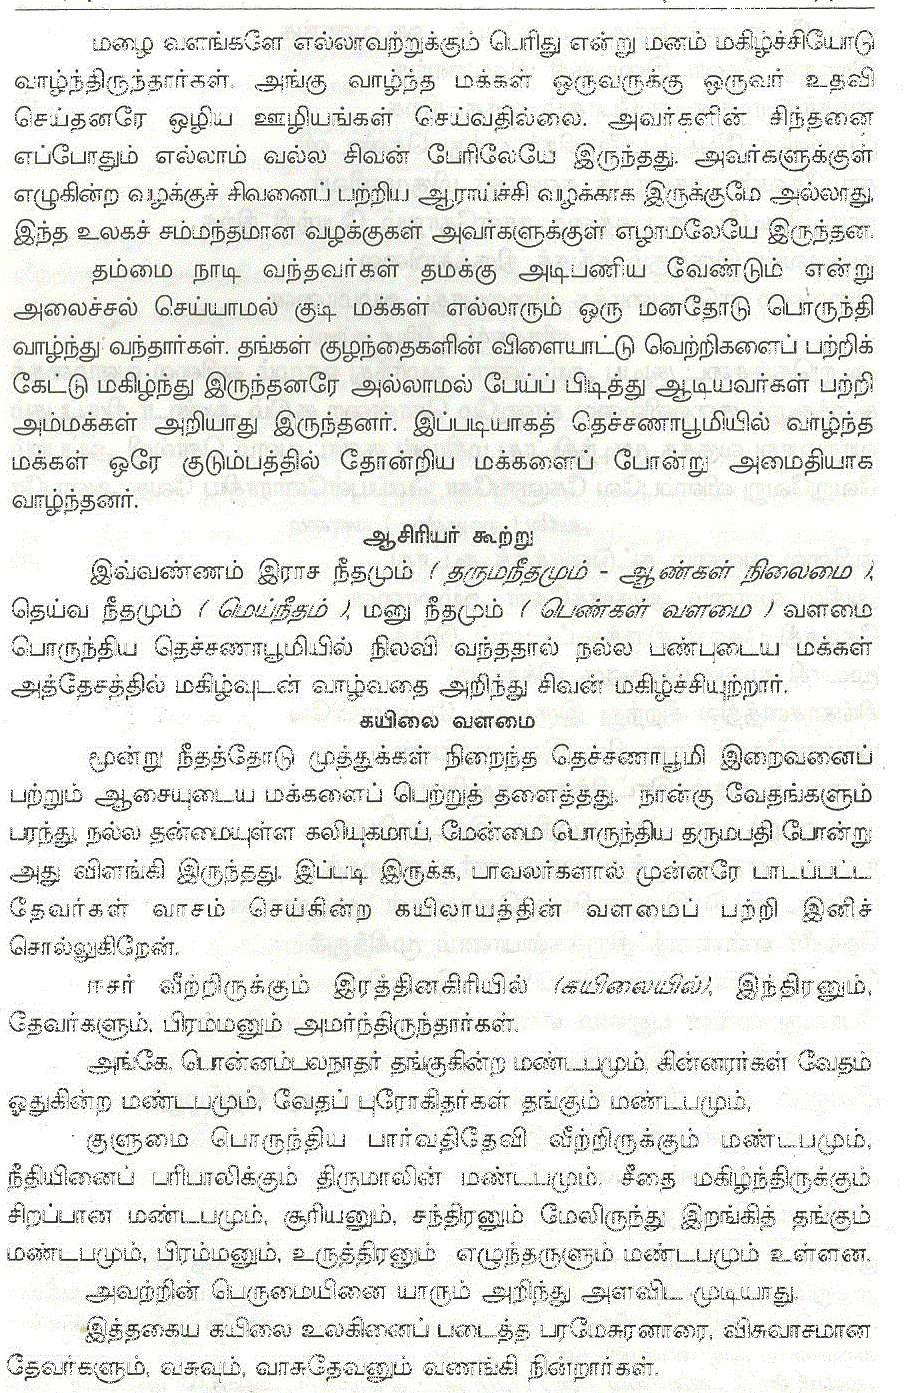 மழை வளங்களே எல்லாவற்றுக்கும் பெரிது என்று மனம் மகிழ்ச்சியோடு
வாழ்ந்திருந்தார்கள். அங்கு வாழ்ந்த மக்கள் ஒருவருக்கு ஒருவர் உதவி
செய்தனரே ஒழிய ஊழியங்கள் செய்வதில்லை. அவர்களின் சிந்தனை
எப்போதும் எல்லாம் வல்ல சிவன் பேரிலேயே இருந்தது. அவர்களுக்குள்
எழுகின்ற வழக்குச் சிவனைப் பற்றிய ஆராய்ச்சி வழக்காக இருக்குமே அல்லாது,
இந்த உலகச் சம்மந்தமான வழக்குகள் அவர்களுக்குள் எழாமலேயே இருந்தன.
தம்மை நாடி வந்தவர்கள் தமக்கு அடிபணிய வேண்டும் என்று
அலைச்சல் செய்யாமல் குடி மக்கள் எல்லாரும் ஒரு மனதோடு பொருந்தி
வாழ்ந்து வந்தார்கள். தங்கள் குழந்தைகளின் விளையாட்டு வெற்றிகளைப் பற்றிக்
கேட்டு மகிழ்ந்து இருந்தனரே அல்லாமல் பேய்ப் பிடித்து ஆடியவர்கள் பற்றி
அம்மக்கள் அறியாது இருந்தனர். இப்படியாகத் தெச்சணாபூமியில் வாழ்ந்த
மக்கள் ஒரே குடும்பத்தில் தோன்றிய மக்களைப் போன்று அமைதியாக
வாழ்ந்தனர்.
ஆசிரியர் கூற்று
இவ்வண்ணம் இராச நீதமும் ( தருமநீதமும் - ஆண்கள் நிலைமை ),
தெய்வ நீதமும் ( மெய்நீதம் ), மனு நீதமும் ( பெண்கள் வளமை ) வளமை
பொருந்திய தெச்சணாபூமியில் நிலவி வந்ததால் நல்ல பண்புடைய மக்கள்
அத்தேசத்தில் மகிழ்வுடன் வாழ்வதை அறிந்து சிவன் மகிழ்ச்சியுற்றார்.
கயிலை வளமை
மூன்று நீதத்தோடு முத்துக்கள் நிறைந்த தெச்சணாபூமி இறைவனைப்
பற்றும் ஆசையுடைய மக்களைப் பெற்றுத் தளைத்தது. நான்கு வேதங்களும்
பரந்து, நல்ல தன்மையுள்ள கலியுகமாய், மேன்மை பொருந்திய தருமபதி போன்று
அது விளங்கி இருந்தது. இப்படி இருக்க, பாவலர்களால் முன்னரே பாடப்பட்ட
தேவர்கள் வாசம் செய்கின்ற கயிலாயத்தின் வளமைப் பற்றி இனிச்
சொல்லுகிறேன்.
ஈசர் வீற்றிருக்கும் இரத்தினகிரியில் (கயிலையில்), இந்திரனும்,
தேவர்களும், பிரம்மனும் அமர்ந்திருந்தார்கள்.
அங்கே, பொன்னம்பலநாதர் தங்குகின்ற மண்டபமும், கின்னரர்கள் வேதம்
ஓதுகின்ற மண்டபமும், வேதப் புரோகிதர்கள் தங்கும் மண்டபமும்,
குளுமை பொருந்திய பார்வதிதேவி வீற்றிருக்கும் மண்டபமும்,
நீதியினைப் பரிபாலிக்கும் திருமாலின் மண்டபமும், சீதை மகிழ்ந்திருக்கும்
சிறப்பான மண்டபமும், சூரியனும், சந்திரனும் மேலிருந்து இறங்கித் தங்கும்
மண்டபமும், பிரம்மனும், உருத்திரனும் எழுந்தருளும் மண்டபமும் உள்ளன.
அவற்றின் பெருமையினை யாரும் அறிந்து அளவிட முடியாது.
இத்தகைய கயிலை உலகினைப் படைத்த பரமேசுரனாரை, விசுவாசமான
தேவர்களும், வசுவும், வாசுதேவனும் வணங்கி நின்றார்கள்.